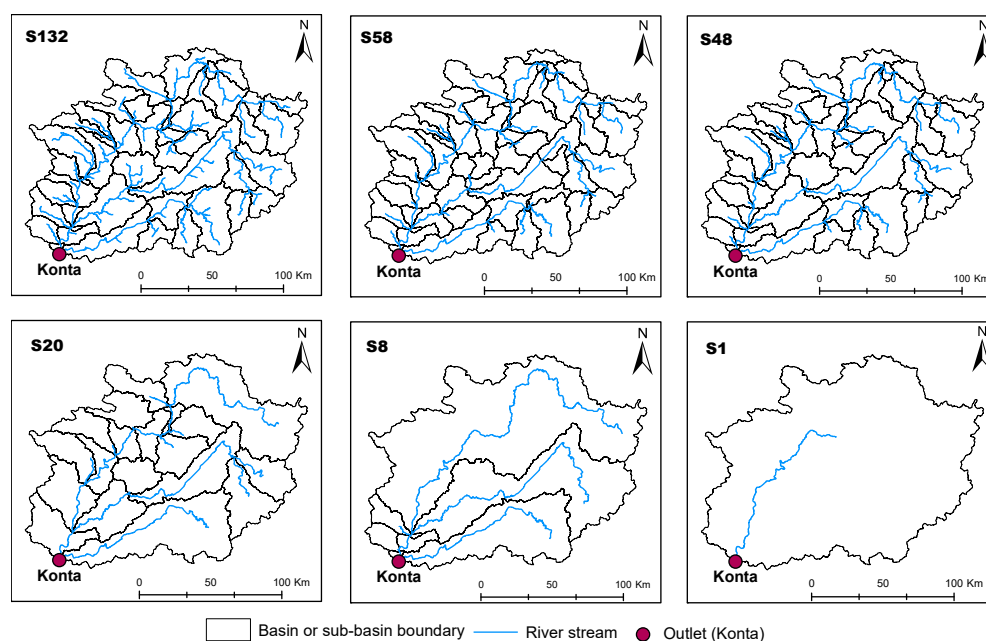 S132
N
Konta
0 50 100 Km
S58
N
Konta
0 50 100 Km
S48
N
Konta
0 50 100 Km
S20
N
Konta
0 50 100 Km
S8
N
Konta
0 50 100 Km
S1
N
Konta
0 50 100 Km
Basin or sub-basin boundary River stream Outlet (Konta)